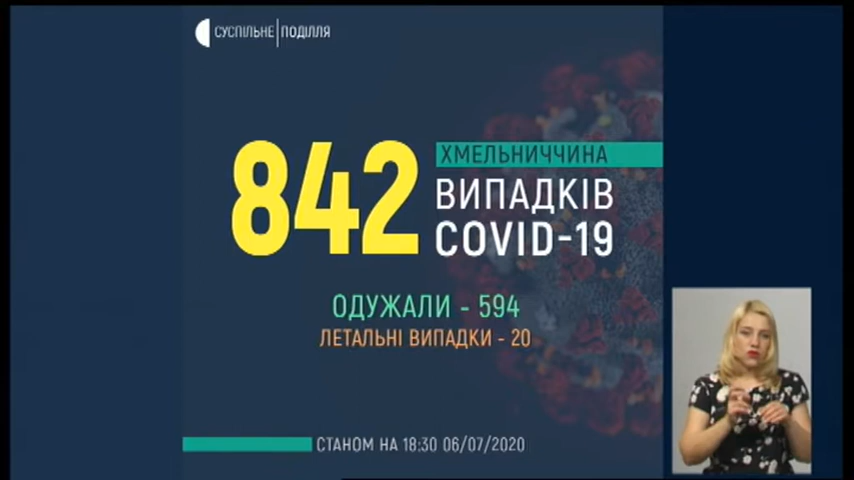 СУСПІЛЬНЕ ПОДІЛЛЯ
842
ХМЕЛЬНИЧЧИНА
ВИПАДКІВ
COVID-19
ОДУЖАЛИ - 594
ЛЕТАЛЬНІ ВИПАДКИ - 20
СТАНОМ НА 18:30 06/07/2020